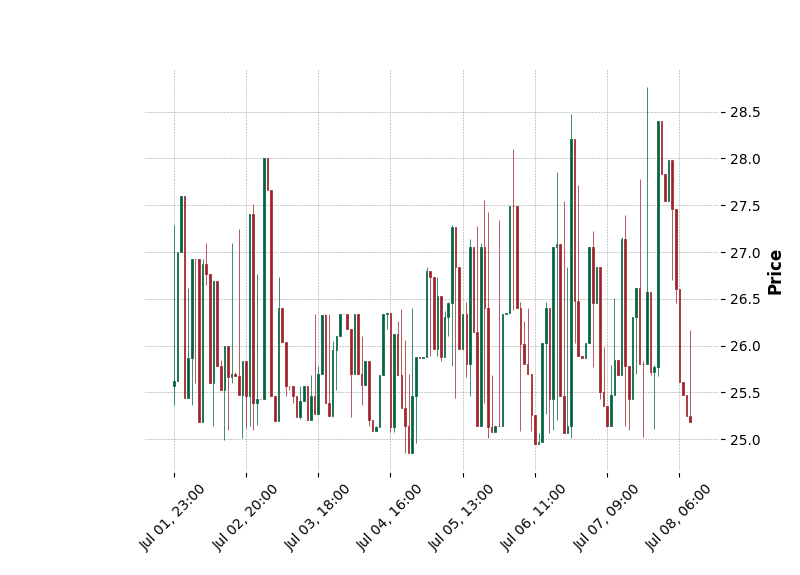 28.5
28.0
27.5
27.0
26.5
26.0
25.5
25.0
Price
Jul 01, 23:00
Jul 02, 20:00
Jul 03, 18:00
Jul 04, 16:00
Jul 05, 13:00
Jul 06, 11:00
Jul 07, 09:00
Jul 08, 06:00